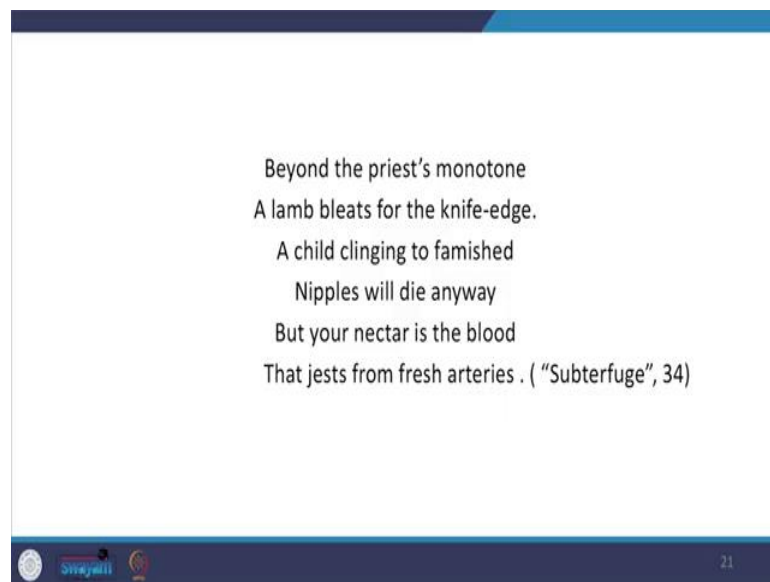 Beyond the priest’s monotone
A lamb bleats for the knife-edge.
A child clinging to famished
Nipples will die anyway
But your nectar is the blood
That jests from fresh arteries . ( “Subterfuge”, 34)
swayam
21